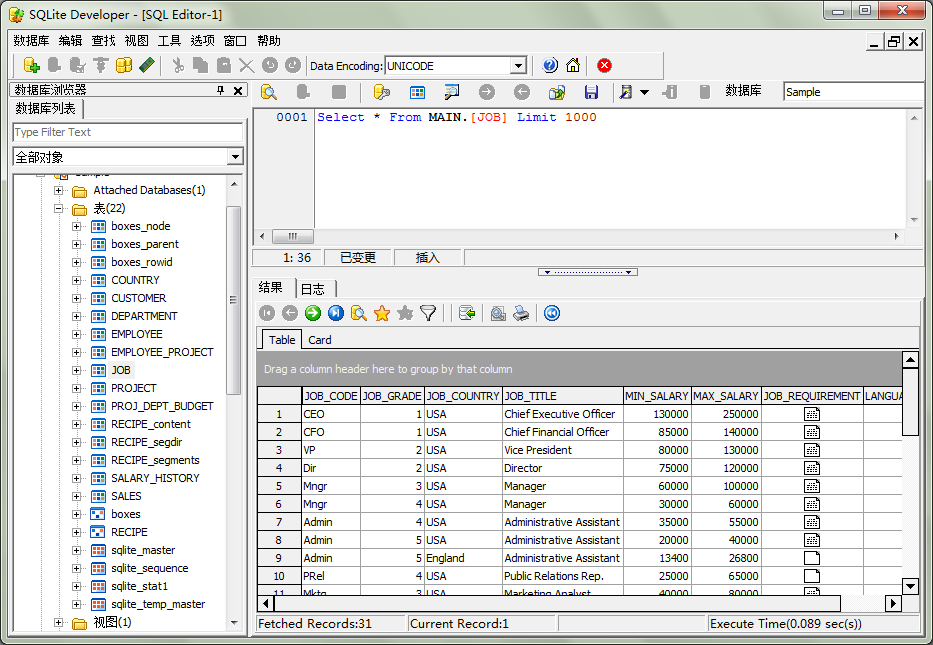 SQLite Developer - [SQL Editor-1]
数据库 编辑 查找 视图 工具 选项 窗口 帮助
Data Encoding: UNICODE
数据库浏览器
数据库列表
Type Filter Text
全部对象
Attached Databases(1)
表(22)
boxes_node
boxes_parent
boxes_rowid
COUNTRY
CUSTOMER
DEPARTMENT
EMPLOYEE
EMPLOYEE_PROJECT
JOB
PROJECT
PROJ_DEPT_BUDGET
RECIPE_content
RECIPE_segdir
RECIPE_segments
SALARY_HISTORY
SALES
boxes
RECIPE
sqlite_master
sqlite_sequence
sqlite_stat1
sqlite_temp_master
视图(1)
数据库 Sample
0001 Select * From MAIN.[JOB] Limit 1000
1: 36 已变更 插入
结果 日志
Table Card
Drag a column header here to group by that column
JOB_CODE JOB_GRADE JOB_COUNTRY JOB_TITLE MIN_SALARY MAX_SALARY JOB_REQUIREMENT LANGUA
1 CEO 1 USA Chief Executive Officer 130000 250000
2 CFO 1 USA Chief Financial Officer 85000 140000
3 VP 2 USA Vice President 80000 130000
4 Dir 2 USA Director 75000 120000
5 Mngr 3 USA Manager 60000 100000
6 Mngr 4 USA Manager 30000 60000
7 Admin 4 USA Administrative Assistant 35000 55000
8 Admin 5 USA Administrative Assistant 20000 40000
9 Admin 5 England Administrative Assistant 13400 26800
10 PRel 4 USA Public Relations Rep. 25000 65000
11 Mktg 3 USA Marketing Analyst 40000 80000
Fetched Records:31 Current Record:1 Execute Time(0.089 sec(s))